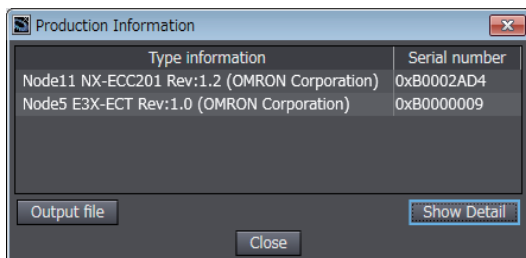 Production Information
Type information Serial number
Node11 NX-ECC201 Rev:1.2 (OMRON Corporation) 0xB0002AD4
Node5 E3X-ECT Rev:1.0 (OMRON Corporation) 0xB0000009
Output file Show Detail
Close